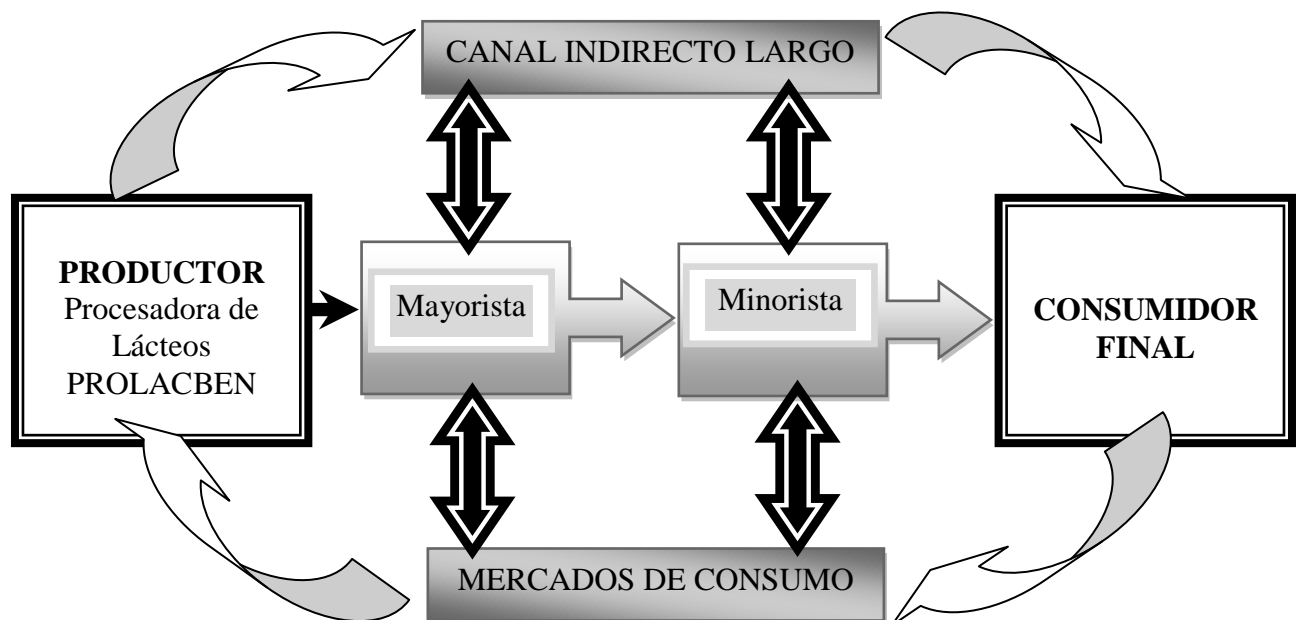 CANAL INDIRECTO LARGO
PRODUCTOR
Procesadora de
Lácteos
PROLACBEN
Mayorista
Minorista
CONSUMIDOR
FINAL
MERCADOS DE CONSUMO